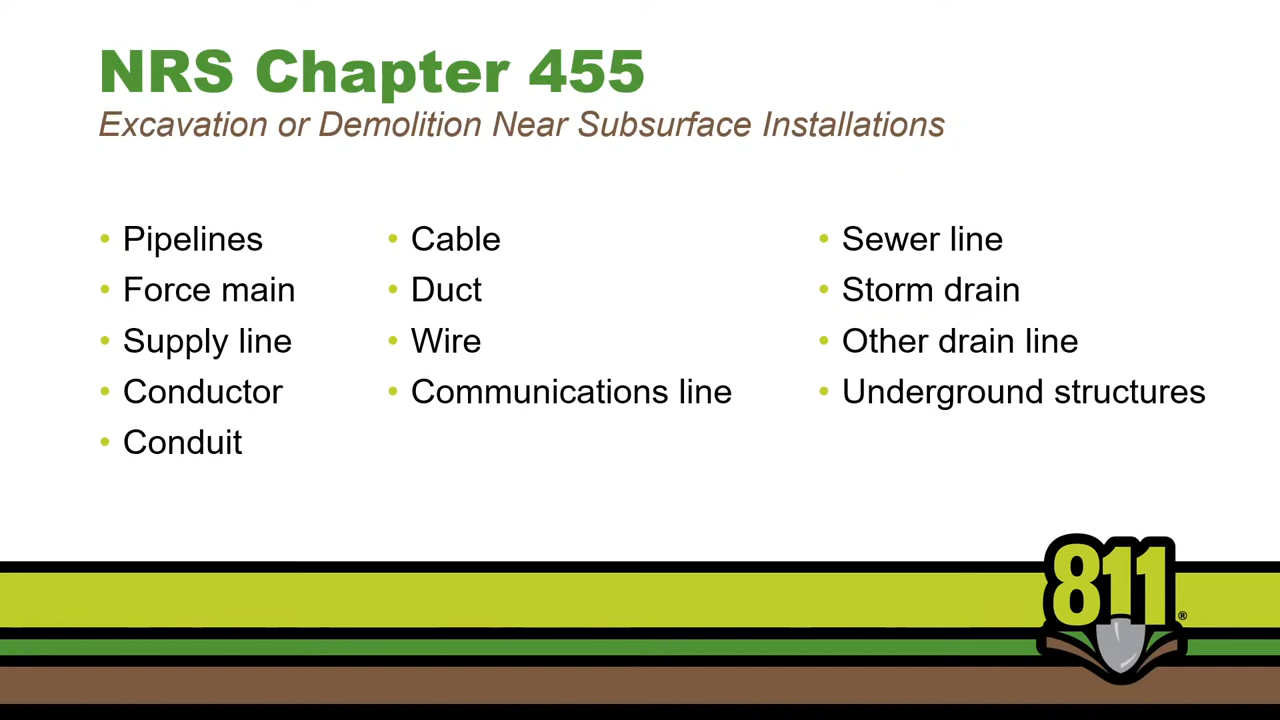 NRS Chapter 455
Excavation or Demolition Near Subsurface Installations
• Pipelines
• Force main
• Supply line
• Conductor
• Conduit
• Cable
• Duct
• Wire
• Communications line
• Sewer line
• Storm drain
• Other drain line
• Underground structures
811®